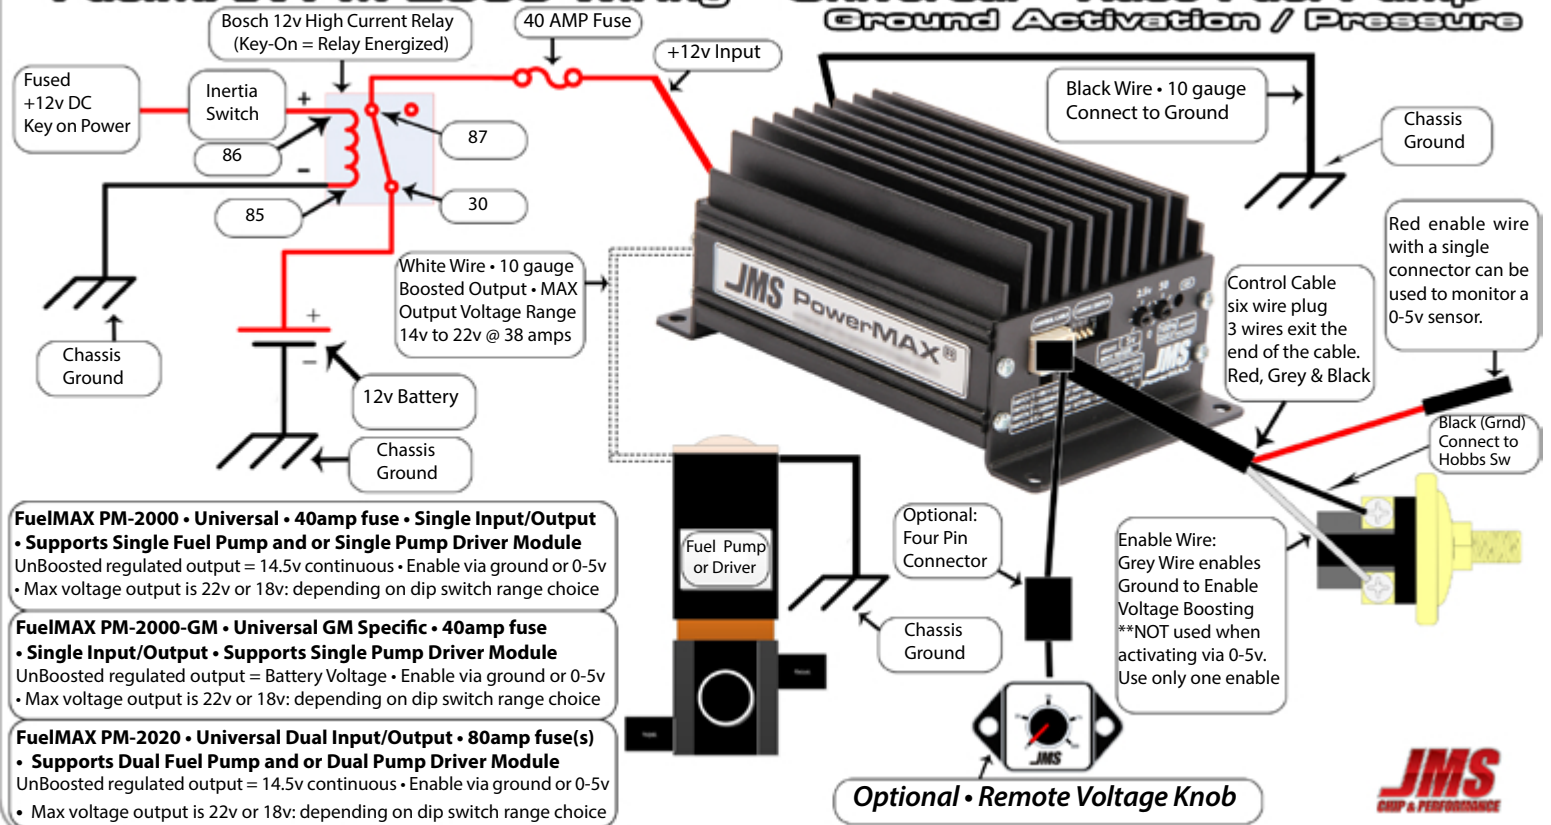 Ground Activation / Pressure
Bosch 12v High Current Relay
(Key-On = Relay Energized)
40 AMP Fuse
+12v Input
Fused
+12v DC
Key on Power
Inertia
Switch
+
86
–
85
87
30
Black Wire • 10 gauge
Connect to Ground
Chassis
Ground
White Wire • 10 gauge
Boosted Output • MAX
Output Voltage Range
14v to 22v @ 38 amps
JMS PowerMAX®
JMS
Control Cable
six wire plug
3 wires exit the
end of the cable.
Red, Grey & Black
Red enable wire
with a single
connector can be
used to monitor a
0-5v sensor.
Black (Grnd)
Connect to
Hobbs Sw
Chassis
Ground
+
–
12v Battery
Chassis
Ground
FuelMAX PM-2000 • Universal • 40amp fuse • Single Input/Output
• Supports Single Fuel Pump and or Single Pump Driver Module
UnBoosted regulated output = 14.5v continuous • Enable via ground or 0-5v
• Max voltage output is 22v or 18v: depending on dip switch range choice
FuelMAX PM-2000-GM • Universal GM Specific • 40amp fuse
• Single Input/Output • Supports Single Pump Driver Module
UnBoosted regulated output = Battery Voltage • Enable via ground or 0-5v
• Max voltage output is 22v or 18v: depending on dip switch range choice
FuelMAX PM-2020 • Universal Dual Input/Output • 80amp fuse(s)
• Supports Dual Fuel Pump and or Dual Pump Driver Module
UnBoosted regulated output = 14.5v continuous • Enable via ground or 0-5v
• Max voltage output is 22v or 18v: depending on dip switch range choice
Fuel Pump
or Driver
Chassis
Ground
Optional:
Four Pin
Connector
Enable Wire:
Grey Wire enables
Ground to Enable
Voltage Boosting
**NOT used when
activating via 0-5v.
Use only one enable
JMS
Optional • Remote Voltage Knob
JMS
CHIP & PERFORMANCE